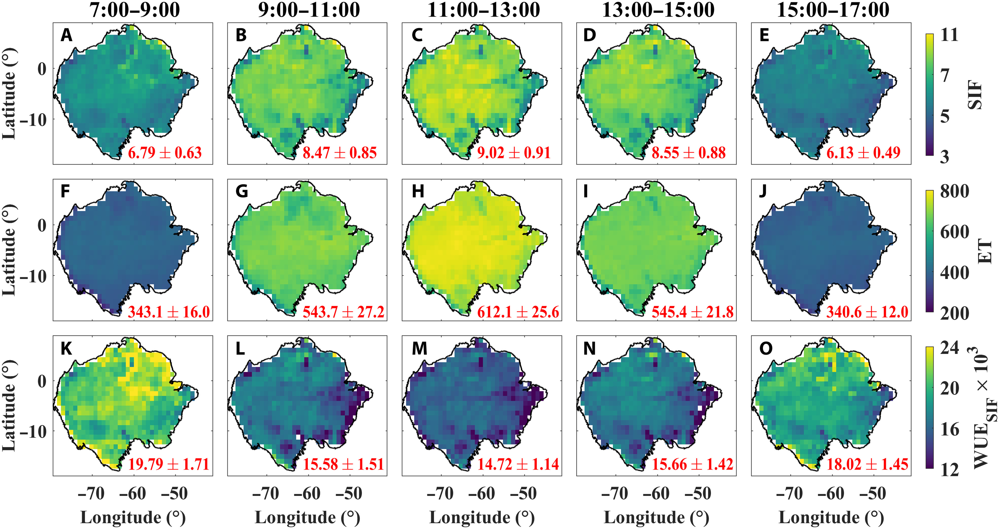 7:00–9:00 9:00–11:00 11:00–13:00 13:00–15:00 15:00–17:00
A B C D E
Latitude (°)
0
–10
6.79 ± 0.63 8.47 ± 0.85 9.02 ± 0.91 8.55 ± 0.88 6.13 ± 0.49
11
7
5
3
SIF
F G H I J
Latitude (°)
0
–10
343.1 ± 16.0 543.7 ± 27.2 612.1 ± 25.6 545.4 ± 21.8 340.6 ± 12.0
800
600
400
200
ET
K L M N O
Latitude (°)
0
–10
19.79 ± 1.71 15.58 ± 1.51 14.72 ± 1.14 15.66 ± 1.42 18.02 ± 1.45
24
20
16
12
WUE_SIF × 10³
–70 –60 –50 –70 –60 –50 –70 –60 –50 –70 –60 –50 –70 –60 –50
Longitude (°) Longitude (°) Longitude (°) Longitude (°) Longitude (°)